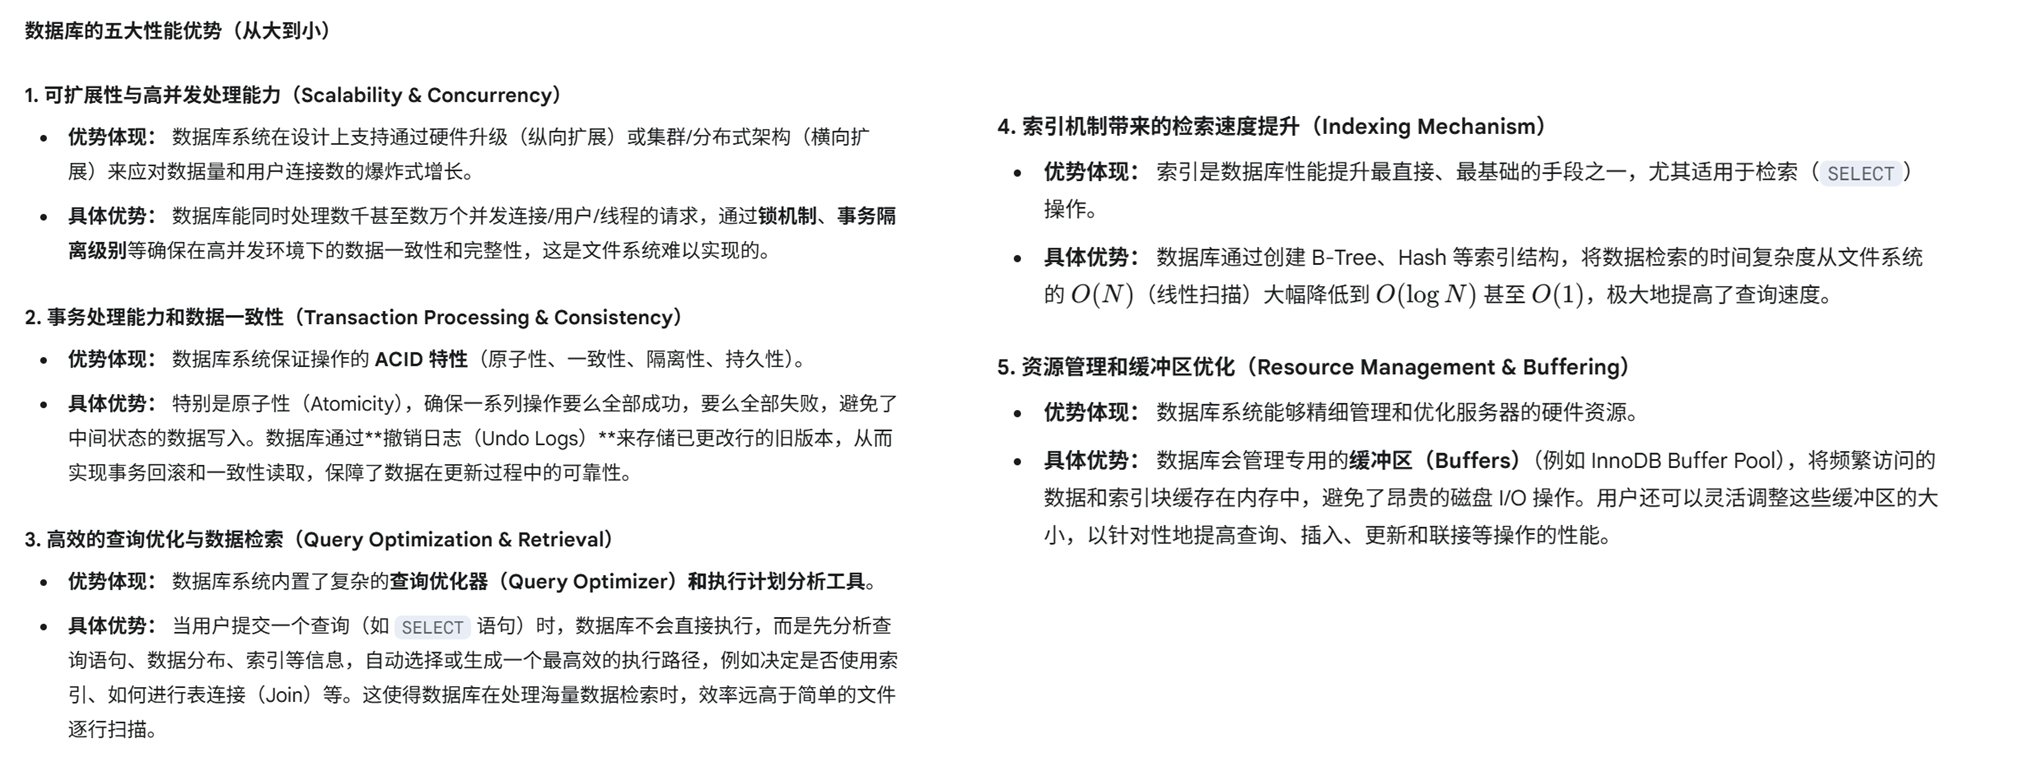 数据库的五大性能优势（从大到小）
1. 可扩展性与高并发处理能力（Scalability & Concurrency）
• 优势体现： 数据库系统在设计上支持通过硬件升级（纵向扩展）或集群/分布式架构（横向扩
展）来应对数据量和用户连接数的爆炸式增长。
• 具体优势： 数据库能同时处理数千甚至数万个并发连接/用户/线程的请求，通过锁机制、事务隔
离级别等确保在高并发环境下的数据一致性和完整性，这是文件系统难以实现的。
2. 事务处理能力和数据一致性（Transaction Processing & Consistency）
• 优势体现： 数据库系统保证操作的 ACID 特性（原子性、一致性、隔离性、持久性）。
• 具体优势： 特别是原子性（Atomicity），确保一系列操作要么全部成功，要么全部失败，避免了
中间状态的数据写入。数据库通过**撤销日志（Undo Logs）**来存储已更改行的旧版本，从而
实现事务回滚和一致性读取，保障了数据在更新过程中的可靠性。
3. 高效的查询优化与数据检索（Query Optimization & Retrieval）
• 优势体现： 数据库系统内置了复杂的查询优化器（Query Optimizer）和执行计划分析工具。
• 具体优势： 当用户提交一个查询（如 SELECT 语句）时，数据库不会直接执行，而是先分析查
询语句、数据分布、索引等信息，自动选择或生成一个最高效的执行路径，例如决定是否使用索
引、如何进行表连接（Join）等。这使得数据库在处理海量数据检索时，效率远高于简单的文件
逐行扫描。
4. 索引机制带来的检索速度提升（Indexing Mechanism）
• 优势体现： 索引是数据库性能提升最直接、最基础的手段之一，尤其适用于检索（SELECT）
操作。
• 具体优势： 数据库通过创建 B-Tree、Hash 等索引结构，将数据检索的时间复杂度从文件系统
的 O(N)（线性扫描）大幅降低到 O(log N) 甚至 O(1)，极大地提高了查询速度。
5. 资源管理和缓冲区优化（Resource Management & Buffering）
• 优势体现： 数据库系统能够精细管理和优化服务器的硬件资源。
• 具体优势： 数据库会管理专用的缓冲区（Buffers）（例如 InnoDB Buffer Pool），将频繁访问的
数据和索引块缓存在内存中，避免了昂贵的磁盘 I/O 操作。用户还可以灵活调整这些缓冲区的大
小，以针对性地提高查询、插入、更新和联接等操作的性能。